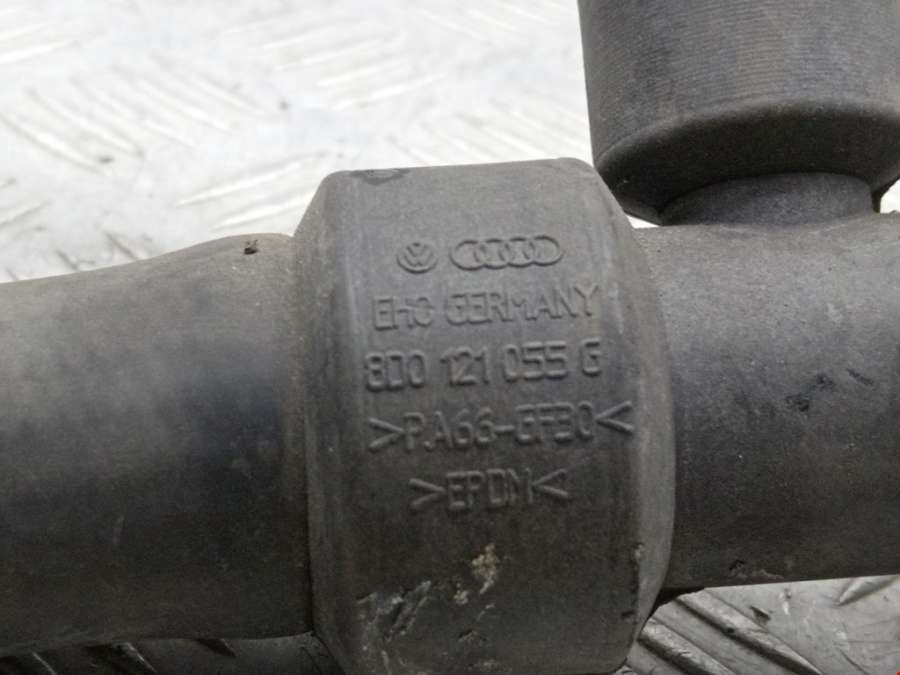 EHC GERMANY
8D0 121 055 G
>PA66-GF30<
>EPDM<